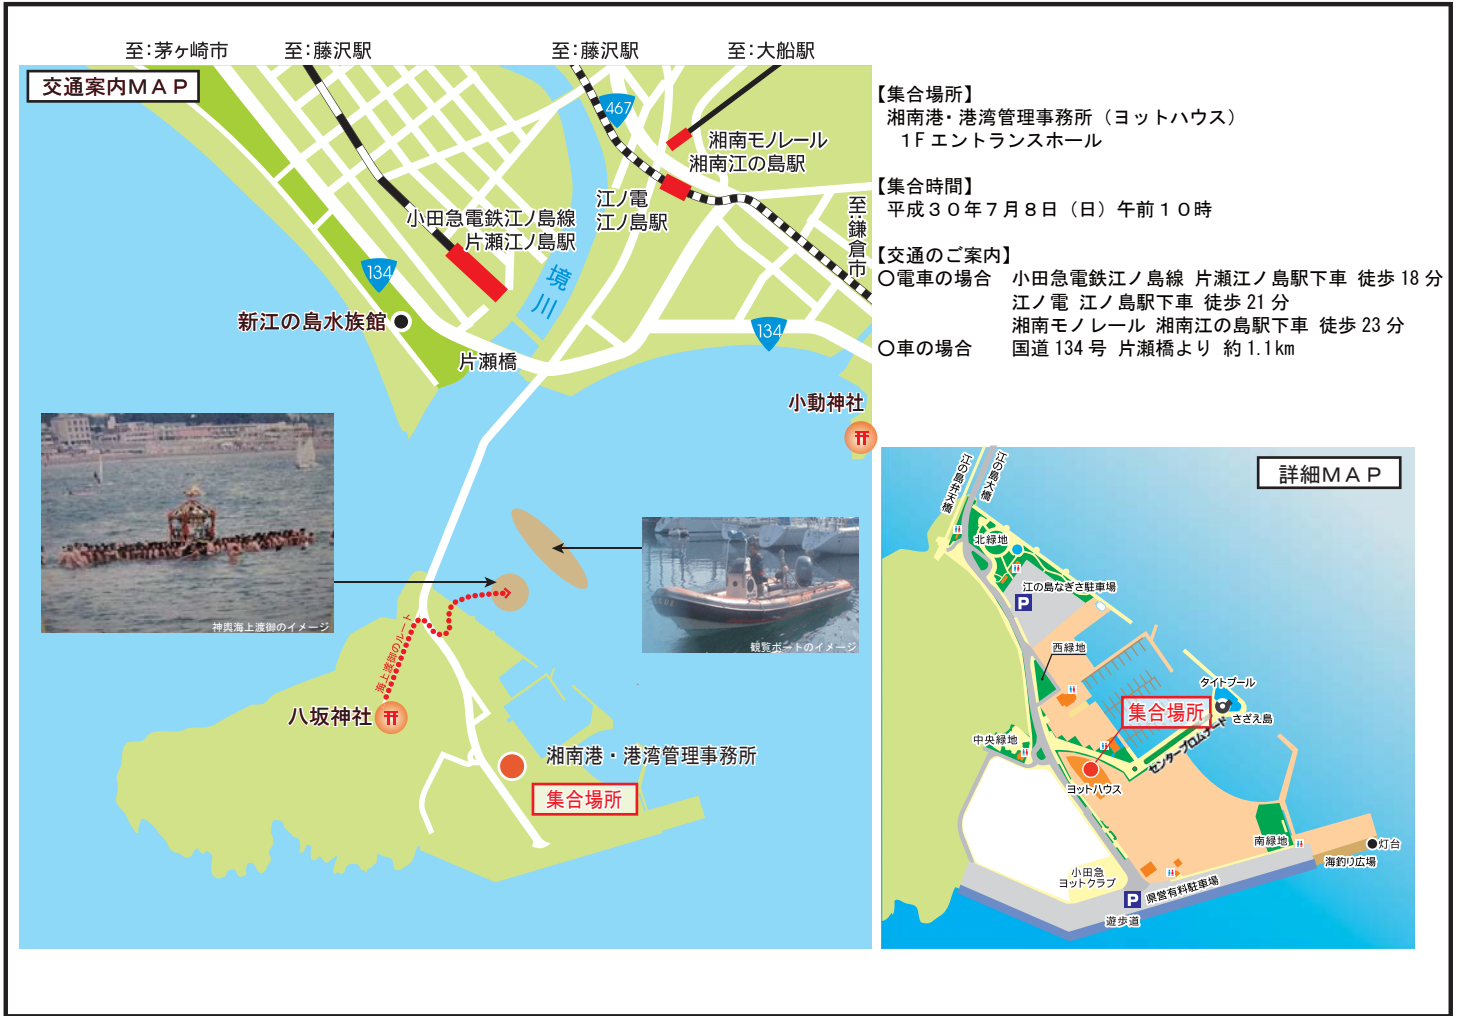 至:茅ヶ崎市
至:藤沢駅
至:藤沢駅
至:大船駅
交通案内MAP
467
湘南モノレール
湘南江の島駅
江ノ電
江ノ島駅
至:鎌倉市
小田急電鉄江ノ島線
片瀬江ノ島駅
134
境川
新江の島水族館
134
片瀬橋
小動神社
神輿海上渡御のイメージ
観覧ボートのイメージ
海上渡御のルート
八坂神社
湘南港・港湾管理事務所
集合場所
【集合場所】
湘南港・港湾管理事務所（ヨットハウス）
1F エントランスホール
【集合時間】
平成３０年７月８日（日）午前１０時
【交通のご案内】
○電車の場合 小田急電鉄江ノ島線 片瀬江ノ島駅下車 徒歩 18 分
江ノ電 江ノ島駅下車 徒歩 21 分
湘南モノレール 湘南江の島駅下車 徒歩 23 分
○車の場合 国道 134 号 片瀬橋より 約 1.1km
詳細MAP
江の島弁天橋
江の島大橋
北緑地
江の島なぎさ駐車場
P
西緑地
タイドプール
さざえ島
集合場所
センタープロムナード
中央緑地
ヨットハウス
南緑地
灯台
海釣り広場
小田急
ヨットクラブ
県営有料駐車場
P
遊歩道